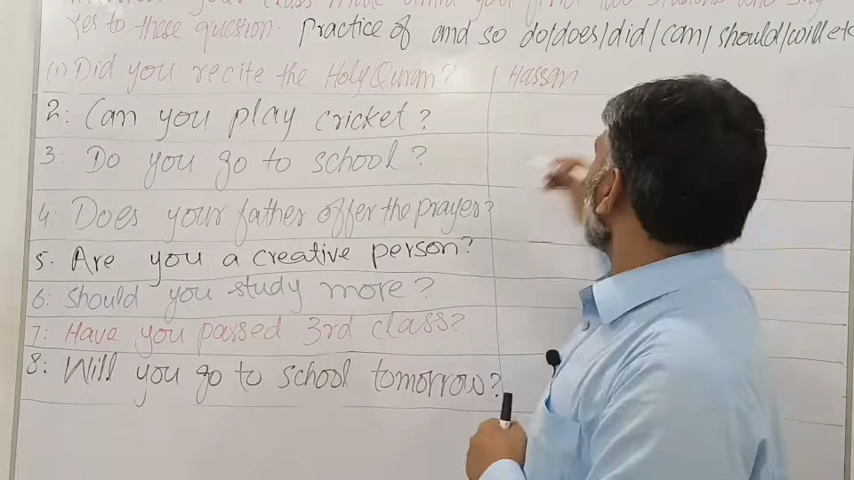 your class
Yes to these question. Practice of and so do/does/did/can/should/will etc
(1) Did you recite the Holy Quran? Hassan
2. Can you play cricket?
3. Do you go to school?
4. Does your father offer the prayers?
5. Are you a creative person?
6. Should you study more?
7. Have you passed 3rd class?
8. Will you go to school tomorrow?